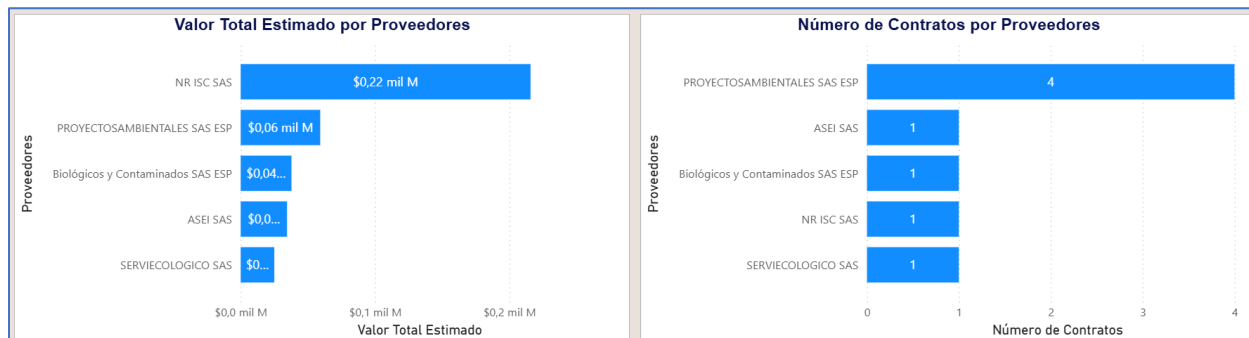 Valor Total Estimado por Proveedores
Proveedores
NR ISC SAS
$0,22 mil M
PROYECTOSAMBIENTALES SAS ESP
$0,06 mil M
Biológicos y Contaminados SAS ESP
$0,04...
ASEI SAS
$0,0...
SERVIECOLOGICO SAS
$0...
$0,0 mil M
$0,1 mil M
$0,2 mil M
Valor Total Estimado
Número de Contratos por Proveedores
Proveedores
PROYECTOSAMBIENTALES SAS ESP
4
ASEI SAS
1
Biológicos y Contaminados SAS ESP
1
NR ISC SAS
1
SERVIECOLOGICO SAS
1
0
1
2
3
4
Número de Contratos